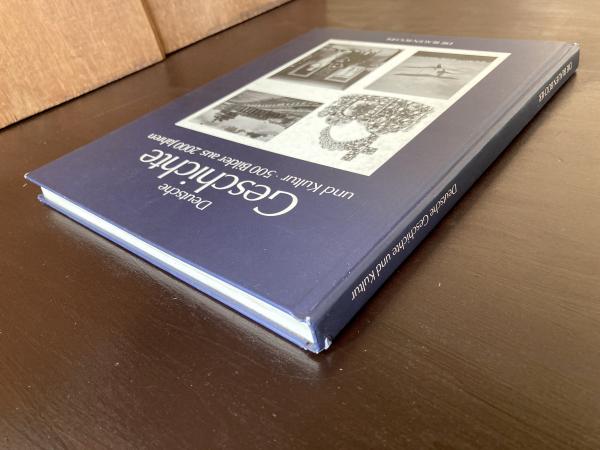 Deutsche
Geschichte
und Kultur · 500 Bilder aus 2000 Jahren
Deutsche Geschichte und Kultur